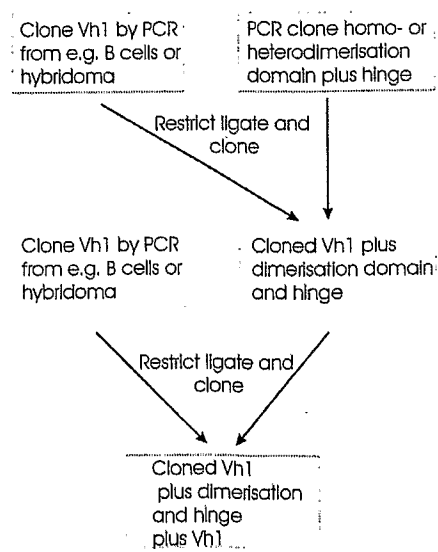 Clone Vh1 by PCR
from e.g. B cells or
hybridoma
PCR clone homo- or
heterodimerisation
domain plus hinge
Restrict ligate and
clone
Clone Vh1 by PCR
from e.g. B cells or
hybridoma
Cloned Vh1 plus
dimerisation domain
and hinge
Restrict ligate and
clone
Cloned Vh1
plus dimerisation
and hinge
plus Vh1